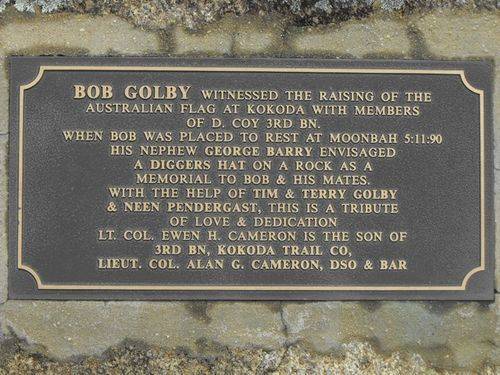 BOB GOLBY WITNESSED THE RAISING OF THE
AUSTRALIAN FLAG AT KOKODA WITH MEMBERS
OF D. COY 3RD BN.
WHEN BOB WAS PLACED TO REST AT MOONBAH 5:11:90
HIS NEPHEW GEORGE BARRY ENVISAGED
A DIGGERS HAT ON A ROCK AS A
MEMORIAL TO BOB & HIS MATES.
WITH THE HELP OF TIM & TERRY GOLBY
& NEEN PENDERGAST, THIS IS A TRIBUTE
OF LOVE & DEDICATION
LT. COL. EWEN H. CAMERON IS THE SON OF
3RD BN, KOKODA TRAIL CO,
LIEUT. COL. ALAN G. CAMERON, DSO & BAR